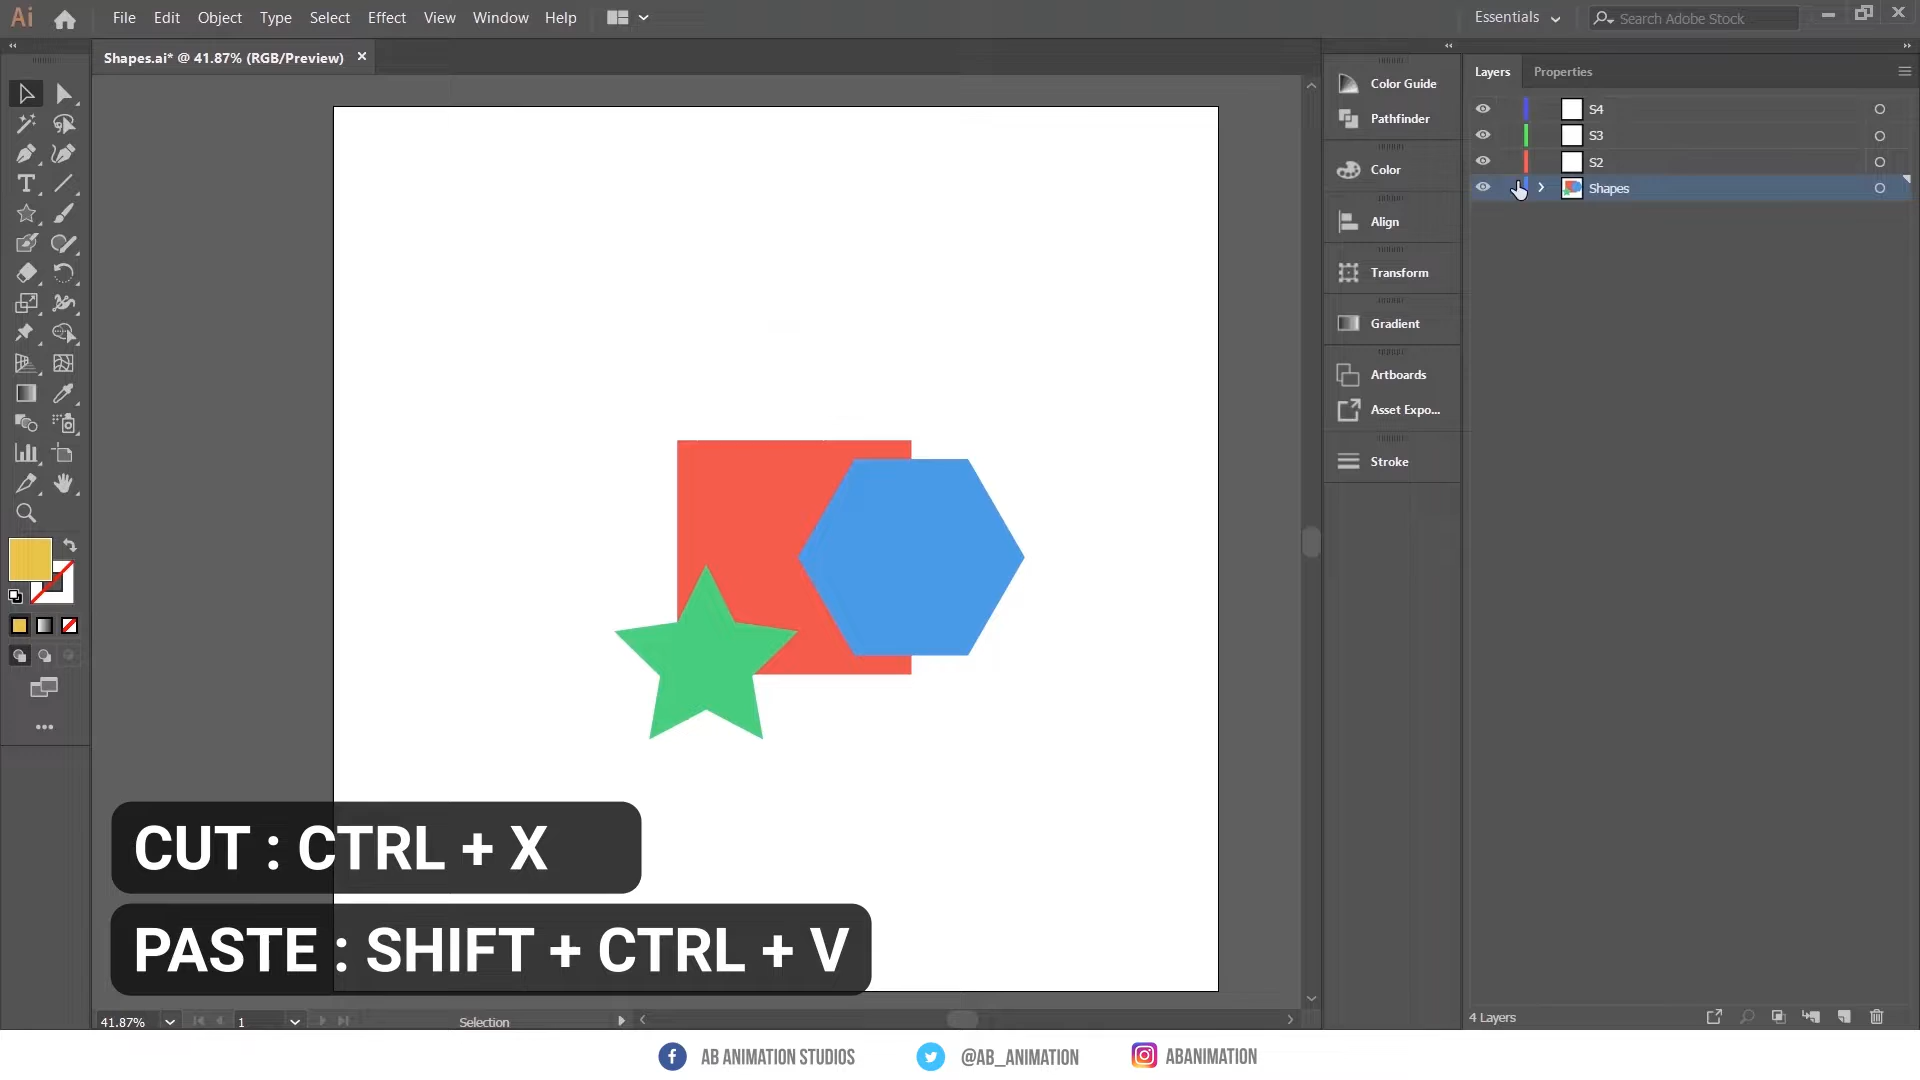 Ai File Edit Object Type Select Effect View Window Help Essentials Search Adobe Stock
Shapes.ai* @ 41.87% (RGB/Preview)
Color Guide
Pathfinder
Color
Align
Transform
Gradient
Artboards
Asset Expo...
Stroke
Layers Properties
S4
S3
S2
Shapes
CUT : CTRL + X
PASTE : SHIFT + CTRL + V
41.87% 1 Selection
4 Layers
AB ANIMATION STUDIOS @AB_ANIMATION ABANIMATION